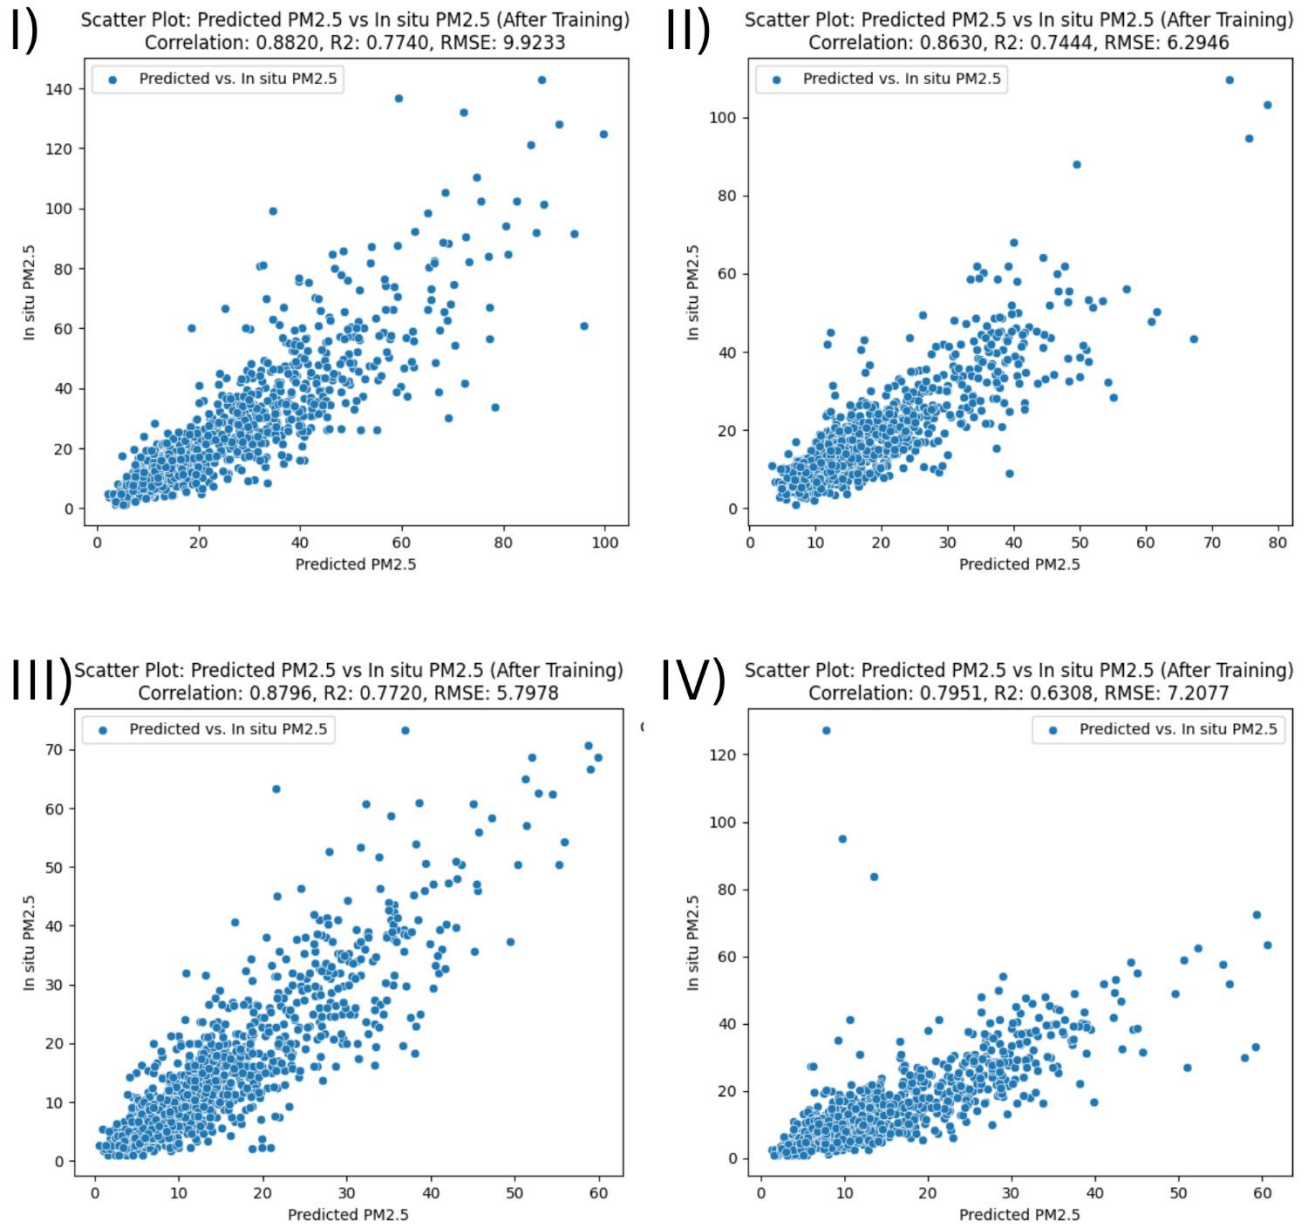 I)
Scatter Plot: Predicted PM2.5 vs In situ PM2.5 (After Training)
Correlation: 0.8820, R2: 0.7740, RMSE: 9.9233
Predicted vs. In situ PM2.5
140
120
100
80
60
40
20
0
In situ PM2.5
0 20 40 60 80 100
Predicted PM2.5
II)
Scatter Plot: Predicted PM2.5 vs In situ PM2.5 (After Training)
Correlation: 0.8630, R2: 0.7444, RMSE: 6.2946
Predicted vs. In situ PM2.5
100
80
60
40
20
0
In situ PM2.5
0 10 20 30 40 50 60 70 80
Predicted PM2.5
III)
Scatter Plot: Predicted PM2.5 vs In situ PM2.5 (After Training)
Correlation: 0.8796, R2: 0.7720, RMSE: 5.7978
Predicted vs. In situ PM2.5
70
60
50
40
30
20
10
0
In situ PM2.5
0 10 20 30 40 50 60
Predicted PM2.5
IV)
Scatter Plot: Predicted PM2.5 vs In situ PM2.5 (After Training)
Correlation: 0.7951, R2: 0.6308, RMSE: 7.2077
Predicted vs. In situ PM2.5
120
100
80
60
40
20
0
In situ PM2.5
0 10 20 30 40 50 60
Predicted PM2.5